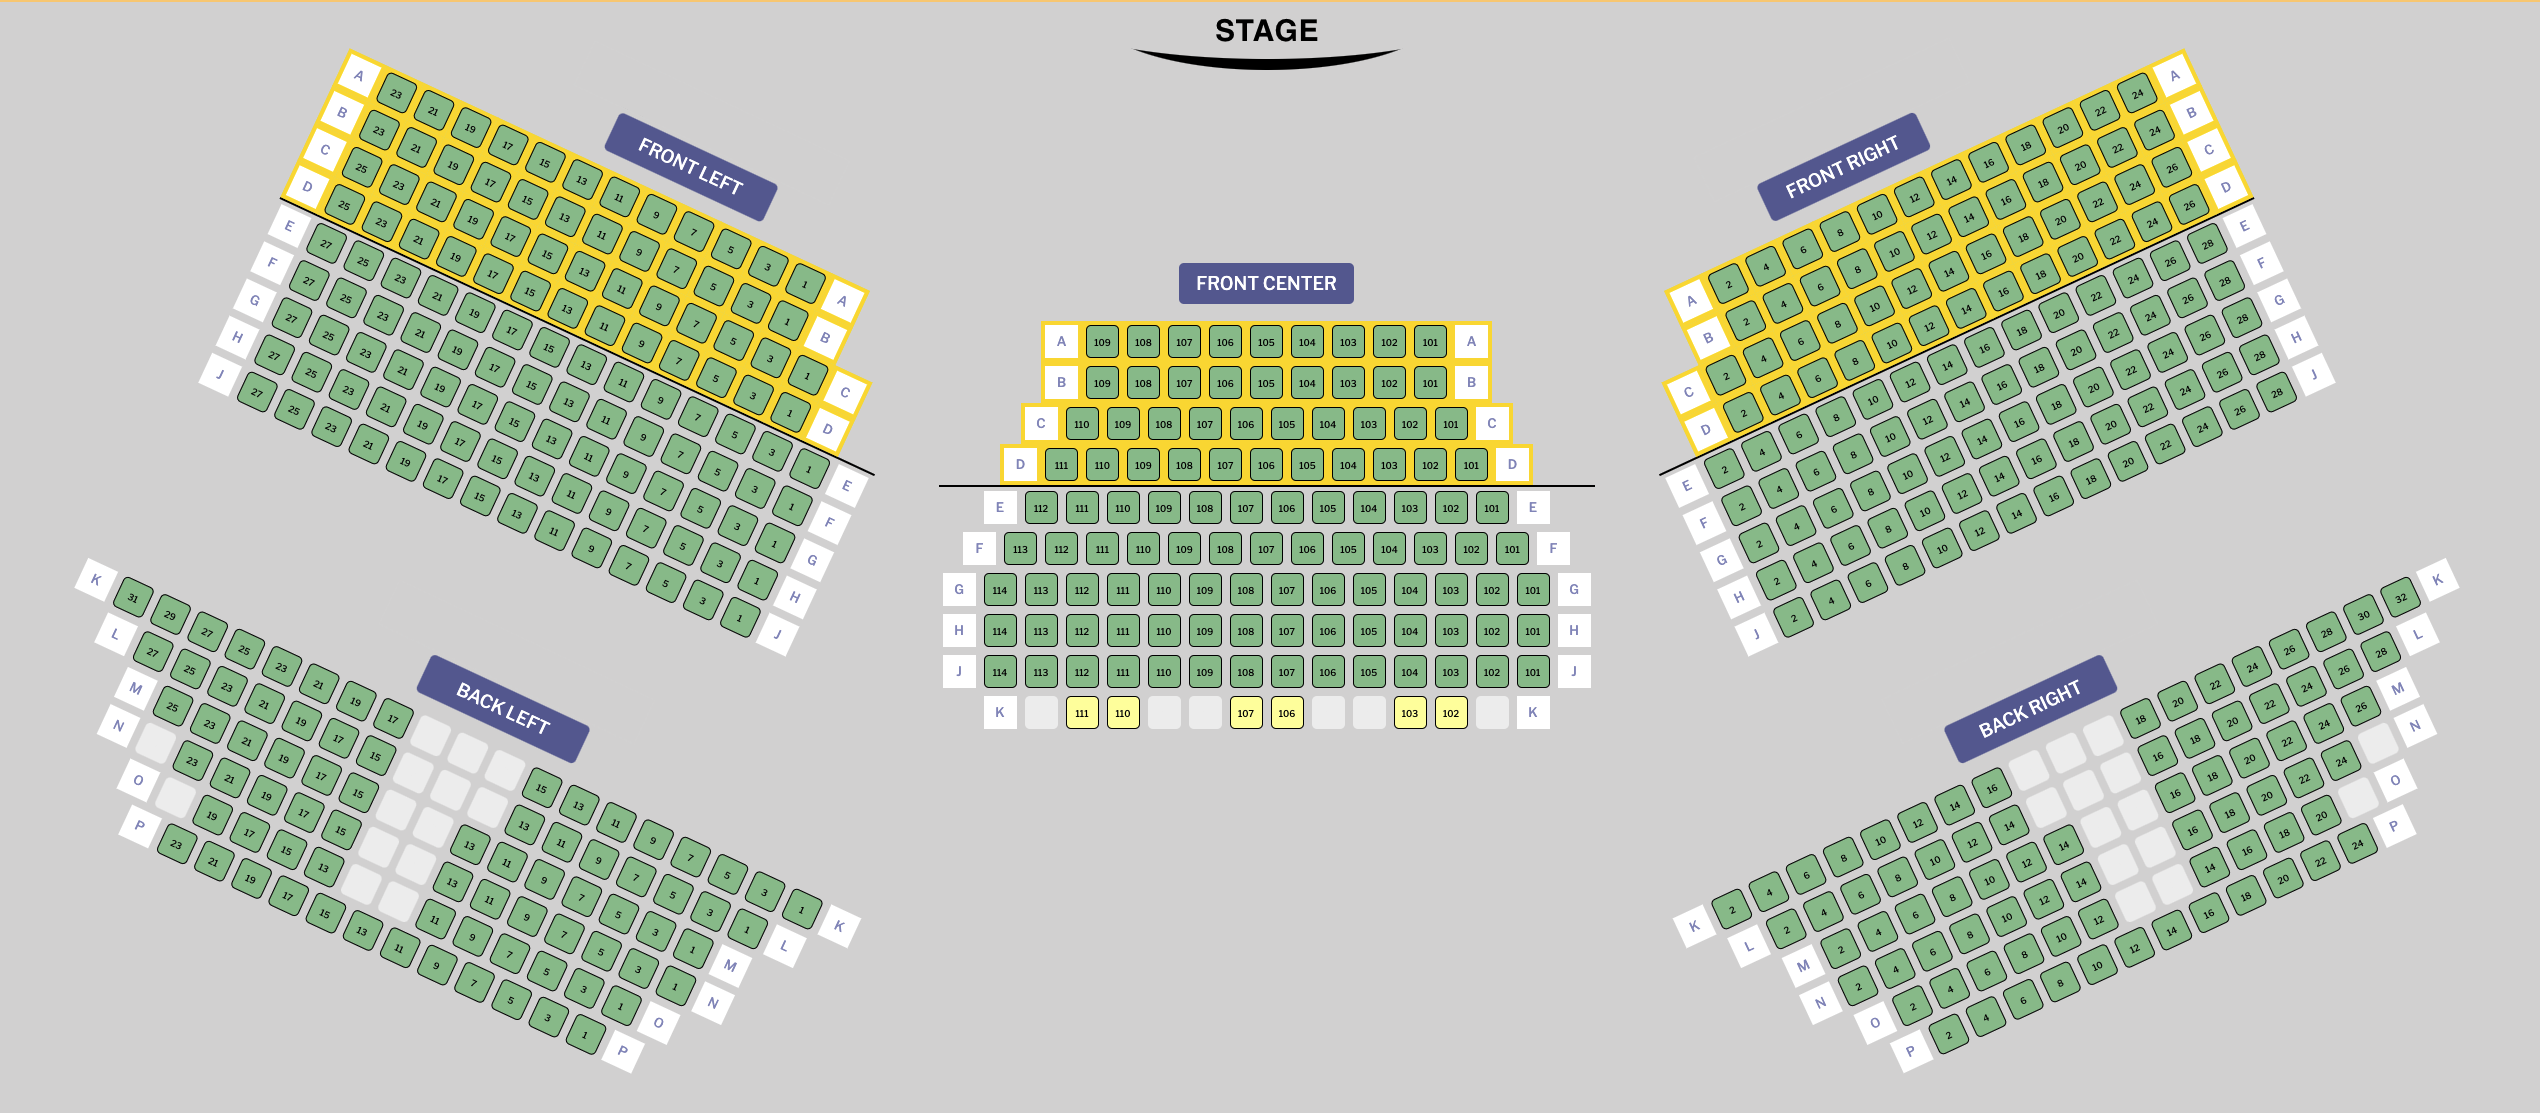 STAGE
FRONT LEFT
A 23 21 19 17 15 13 11 9 7 5 3 1 A
B 23 21 19 17 15 13 11 9 7 5 3 1 B
C 25 23 21 19 17 15 13 11 9 7 5 3 1 C
D 25 23 21 19 17 15 13 11 9 7 5 3 1 D
E 27 25 23 21 19 17 15 13 11 9 7 5 3 1 E
F 27 25 23 21 19 17 15 13 11 9 7 5 3 1 F
G 27 25 23 21 19 17 15 13 11 9 7 5 3 1 G
H 27 25 23 21 19 17 15 13 11 9 7 5 3 1 H
J 27 25 23 21 19 17 15 13 11 9 7 5 3 1 J
FRONT CENTER
A 109 108 107 106 105 104 103 102 101 A
B 109 108 107 106 105 104 103 102 101 B
C 110 109 108 107 106 105 104 103 102 101 C
D 111 110 109 108 107 106 105 104 103 102 101 D
E 112 111 110 109 108 107 106 105 104 103 102 101 E
F 113 112 111 110 109 108 107 106 105 104 103 102 101 F
G 114 113 112 111 110 109 108 107 106 105 104 103 102 101 G
H 114 113 112 111 110 109 108 107 106 105 104 103 102 101 H
J 114 113 112 111 110 109 108 107 106 105 104 103 102 101 J
K 111 110 107 106 103 102 K
FRONT RIGHT
A 2 4 6 8 10 12 14 16 18 20 22 24 A
B 2 4 6 8 10 12 14 16 18 20 22 24 B
C 2 4 6 8 10 12 14 16 18 20 22 24 26 C
D 2 4 6 8 10 12 14 16 18 20 22 24 26 D
E 2 4 6 8 10 12 14 16 18 20 22 24 26 28 E
F 2 4 6 8 10 12 14 16 18 20 22 24 26 28 F
G 2 4 6 8 10 12 14 16 18 20 22 24 26 28 G
H 2 4 6 8 10 12 14 16 18 20 22 24 26 28 H
J 2 4 6 8 10 12 14 16 18 20 22 24 26 28 J
BACK LEFT
K 31 29 27 25 23 21 19 17 15 13 11 9 7 5 3 1 K
L 27 25 23 21 19 17 15 13 11 9 7 5 3 1 L
M 25 23 21 19 17 15 13 11 9 7 5 3 1 M
N 23 21 19 17 15 13 11 9 7 5 3 1 N
O 19 17 15 13 11 9 7 5 3 1 O
P 23 21 19 17 15 13 11 9 7 5 3 1 P
BACK RIGHT
K 2 4 6 8 10 12 14 16 18 20 22 24 26 28 30 32 K
L 2 4 6 8 10 12 14 16 18 20 22 24 26 28 L
M 2 4 6 8 10 12 14 16 18 20 22 24 26 M
N 2 4 6 8 10 12 14 16 18 20 22 24 N
O 2 4 6 8 10 12 14 16 18 20 O
P 2 4 6 8 10 12 14 16 18 20 22 24 P